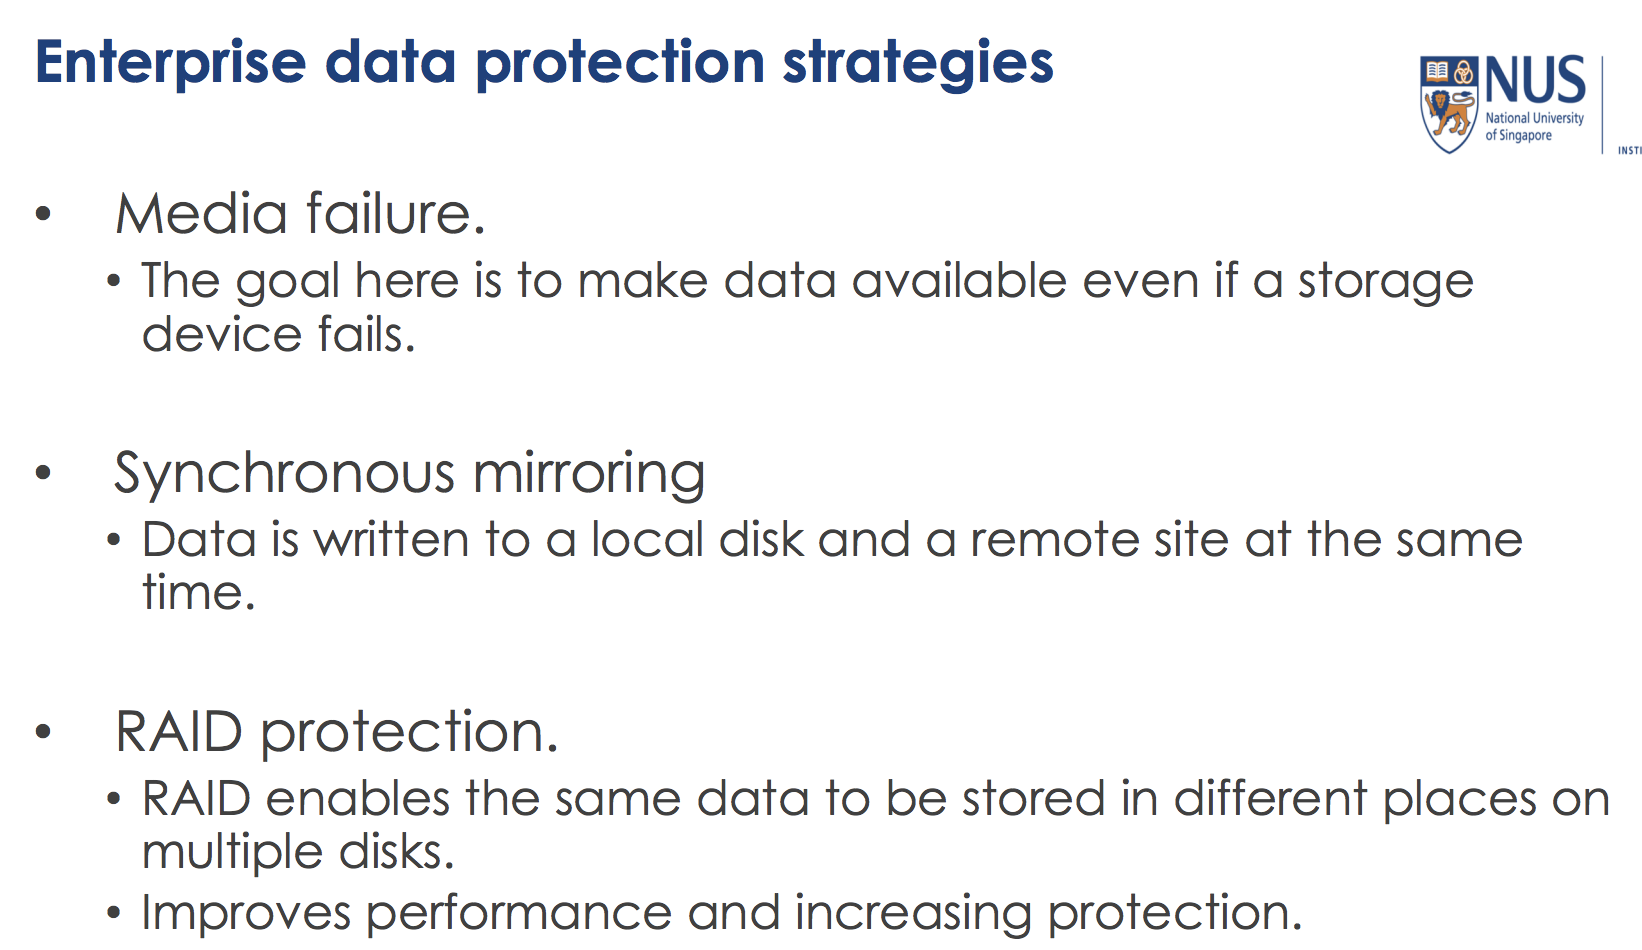 Enterprise data protection strategies
NUS
National University
of Singapore
INSTI
• Media failure.
• The goal here is to make data available even if a storage
device fails.
• Synchronous mirroring
• Data is written to a local disk and a remote site at the same
time.
• RAID protection.
• RAID enables the same data to be stored in different places on
multiple disks.
• Improves performance and increasing protection.